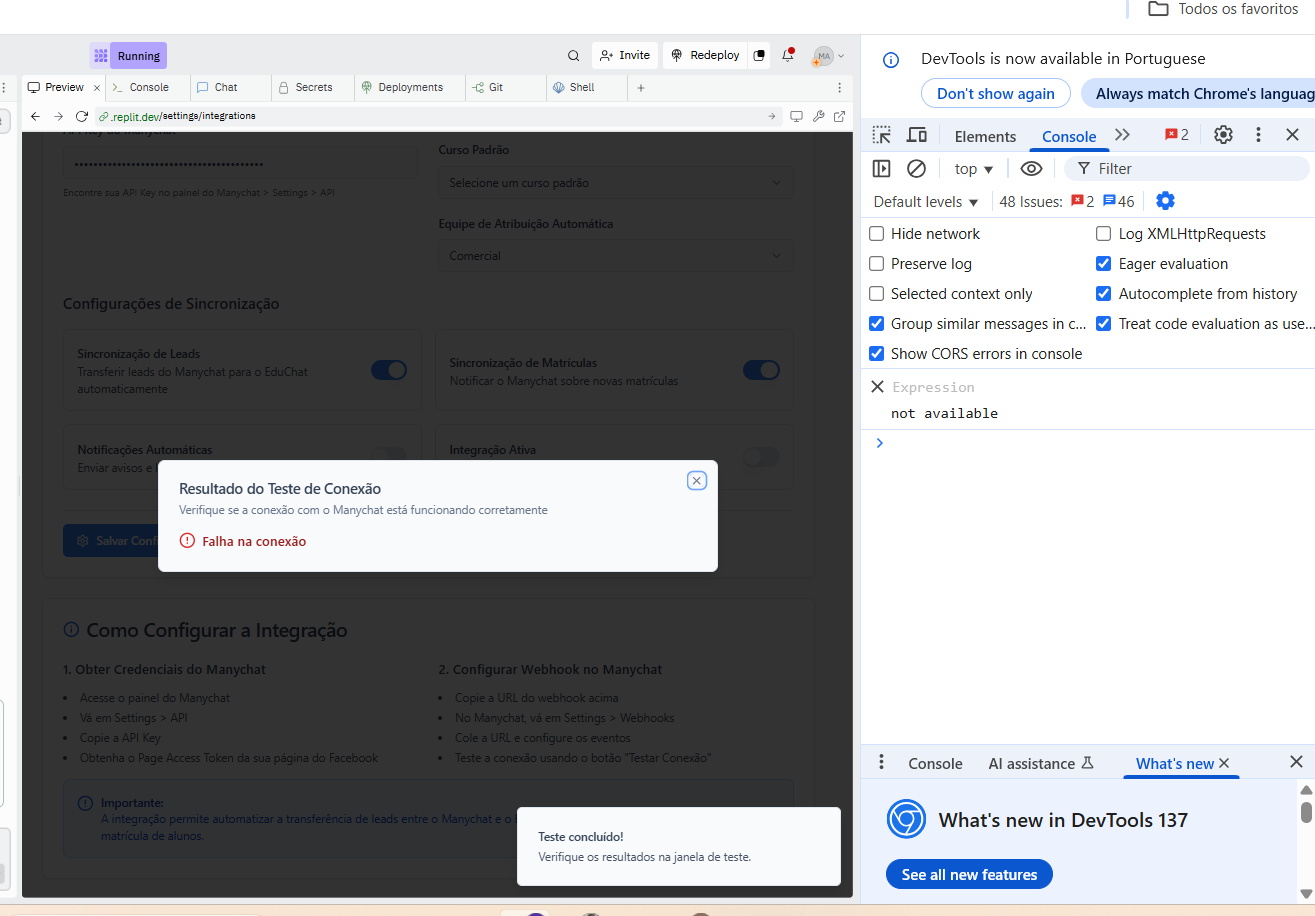 Todos os favoritos
Running
Invite
Redeploy
MA
Preview
Console
Chat
Secrets
Deployments
Git
Shell
.replit.dev/settings/integrations
API Key do Manychat
••••••••••••••••••••••••••••••••••••••
Encontre sua API Key no painel do Manychat > Settings > API
Curso Padrão
Selecione um curso padrão
Equipe de Atribuição Automática
Comercial
Configurações de Sincronização
Sincronização de Leads
Transferir leads do Manychat para o EduChat
automaticamente
Sincronização de Matrículas
Notificar o Manychat sobre novas matrículas
Notificações Automáticas
Enviar avisos e
Integração Ativa
Resultado do Teste de Conexão
Verifique se a conexão com o Manychat está funcionando corretamente
Falha na conexão
Salvar Conf
Como Configurar a Integração
1. Obter Credenciais do Manychat
• Acesse o painel do Manychat
• Vá em Settings > API
• Copie a API Key
• Obtenha o Page Access Token da sua página do Facebook
2. Configurar Webhook no Manychat
• Copie a URL do webhook acima
• No Manychat, vá em Settings > Webhooks
• Cole a URL e configure os eventos
• Teste a conexão usando o botão "Testar Conexão"
Importante:
A integração permite automatizar a transferência de leads entre o Manychat e o
matrícula de alunos.
Teste concluído!
Verifique os resultados na janela de teste.
DevTools is now available in Portuguese
Don't show again
Always match Chrome's languag
Elements
Console
2
top
Filter
Default levels
48 Issues: 2 46
Hide network
Log XMLHttpRequests
Preserve log
Eager evaluation
Selected context only
Autocomplete from history
Group similar messages in c...
Treat code evaluation as use...
Show CORS errors in console
Expression
not available
Console
AI assistance
What's new
What's new in DevTools 137
See all new features